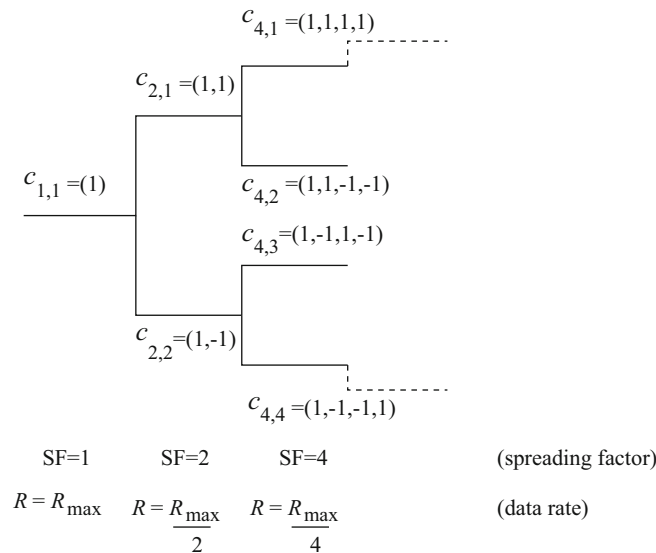 c4,1 =(1,1,1,1)
c2,1 =(1,1)
c1,1 =(1)
c4,2 =(1,1,-1,-1)
c4,3 =(1,-1,1,-1)
c2,2 =(1,-1)
c4,4 =(1,-1,-1,1)
SF=1 SF=2 SF=4 (spreading factor)
R = Rmax R = Rmax/2 R = Rmax/4 (data rate)